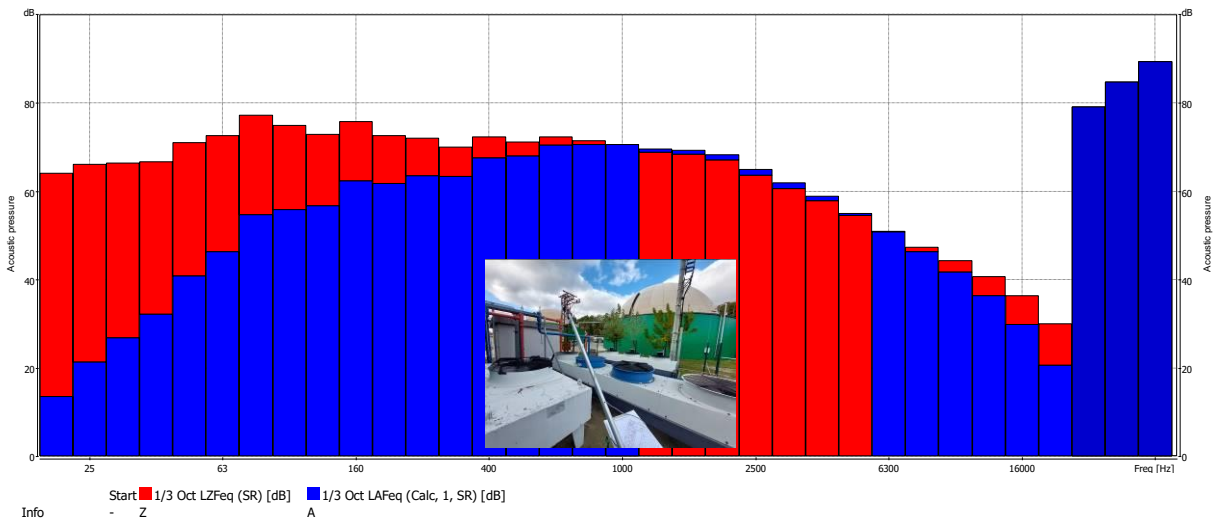 dB dB
80 80
60 60
40 40
20 20
0 0
Acoustic pressure Acoustic pressure
25 63 160 400 1000 2500 6300 16000 Freq [Hz]
Start 1/3 Oct LZFeq (SR) [dB] 1/3 Oct LAFeq (Calc, 1, SR) [dB]
Info - Z A